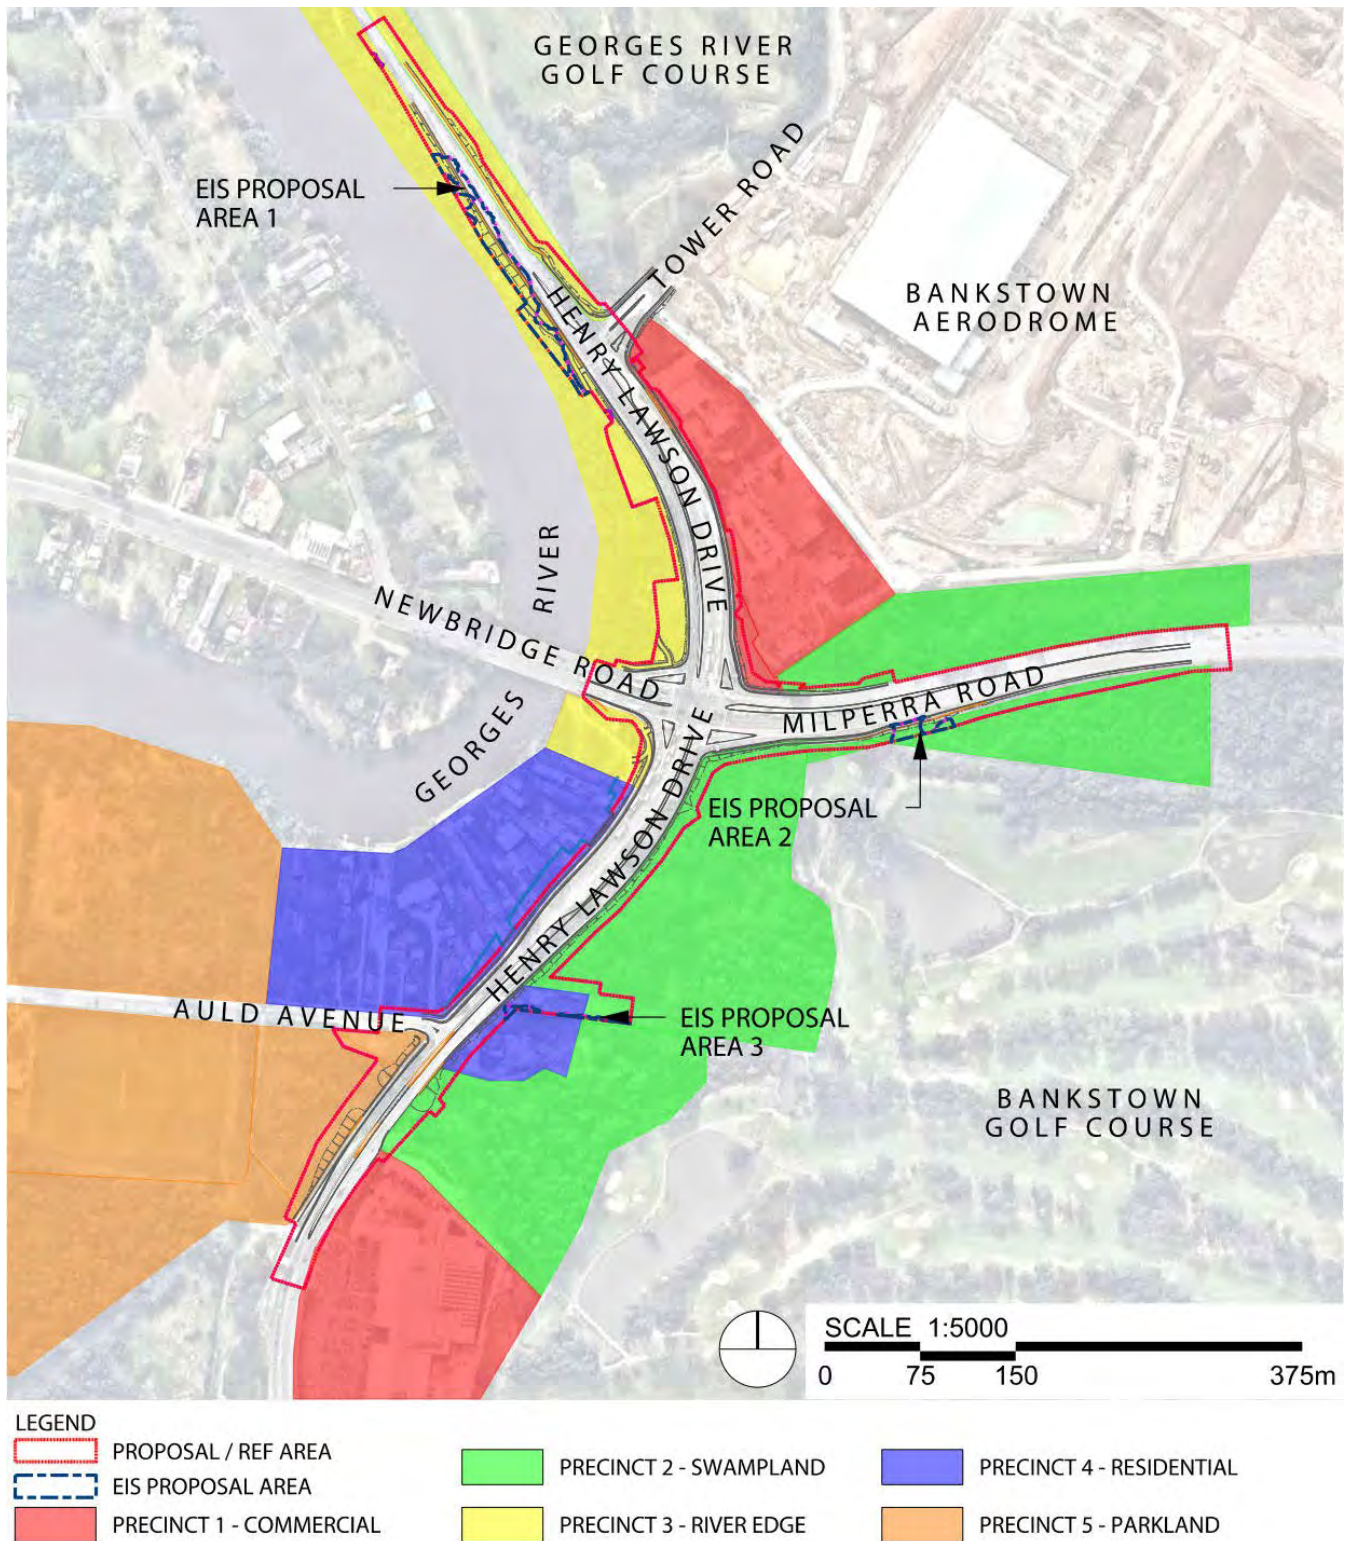 GEORGES RIVER
GOLF COURSE
TOWER ROAD
EIS PROPOSAL
AREA 1
HENRY LAWSON DRIVE
BANKSTOWN
AERODROME
RIVER
NEWBRIDGE ROAD
GEORGES
MILPERRA ROAD
HENRY LAWSON DRIVE
EIS PROPOSAL
AREA 2
AULD AVENUE
EIS PROPOSAL
AREA 3
BANKSTOWN
GOLF COURSE
SCALE 1:5000
0 75 150 375m
LEGEND
PROPOSAL / REF AREA
EIS PROPOSAL AREA
PRECINCT 1 - COMMERCIAL
PRECINCT 2 - SWAMPLAND
PRECINCT 3 - RIVER EDGE
PRECINCT 4 - RESIDENTIAL
PRECINCT 5 - PARKLAND